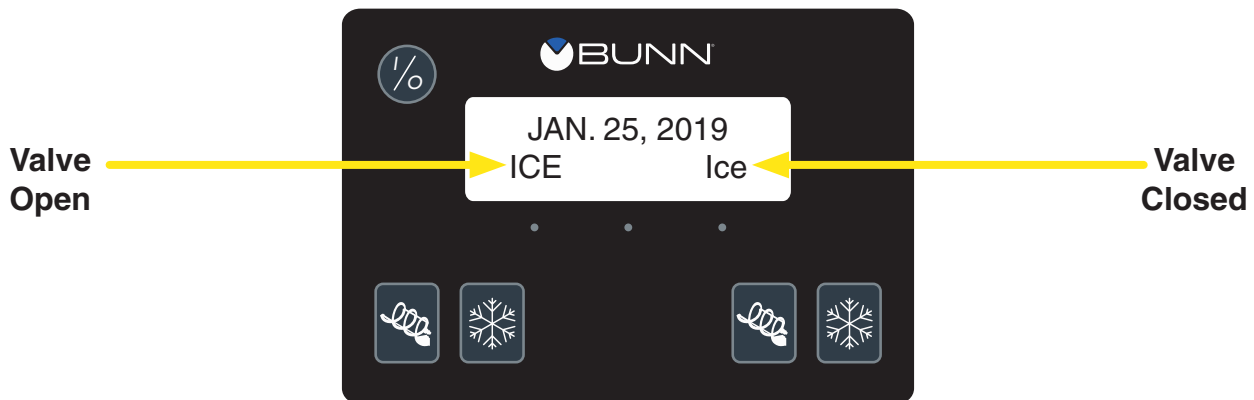 I/O
BUNN®
JAN. 25, 2019
Valve Open
ICE
Ice
Valve Closed